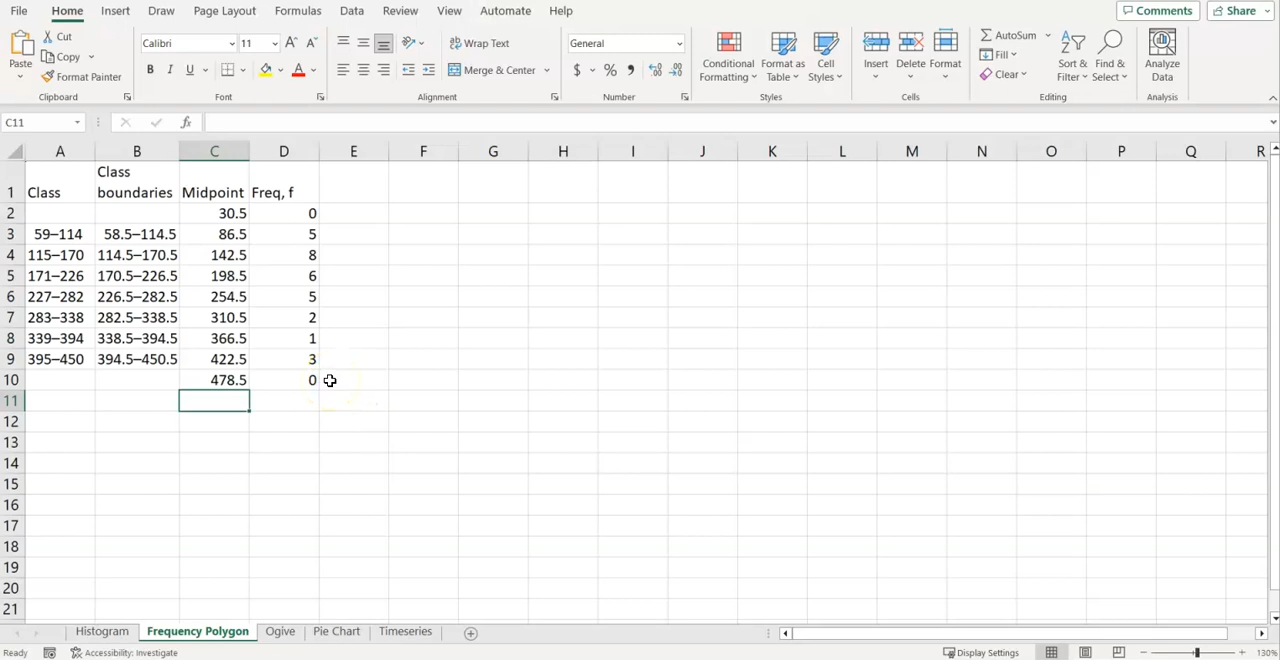 File Home Insert Draw Page Layout Formulas Data Review View Automate Help Comments Share
Paste Cut Copy Format Painter Clipboard
Calibri 11 A A B I U A Font
Wrap Text Merge & Center Alignment
General $ % Number
Conditional Formatting Format as Table Cell Styles Styles
Insert Delete Format Cells
AutoSum Fill Clear Sort & Filter Find & Select Editing
Analyze Data Analysis
C11 fx
A B C D E F G H I J K L M N O P Q R
1 Class Class boundaries Midpoint Freq, f
2 30.5 0
3 59–114 58.5–114.5 86.5 5
4 115–170 114.5–170.5 142.5 8
5 171–226 170.5–226.5 198.5 6
6 227–282 226.5–282.5 254.5 5
7 283–338 282.5–338.5 310.5 2
8 339–394 338.5–394.5 366.5 1
9 395–450 394.5–450.5 422.5 3
10 478.5 0
11
12
13
14
15
16
17
18
19
20
21
Histogram Frequency Polygon Ogive Pie Chart Timeseries
Ready Accessibility: Investigate Display Settings 130%